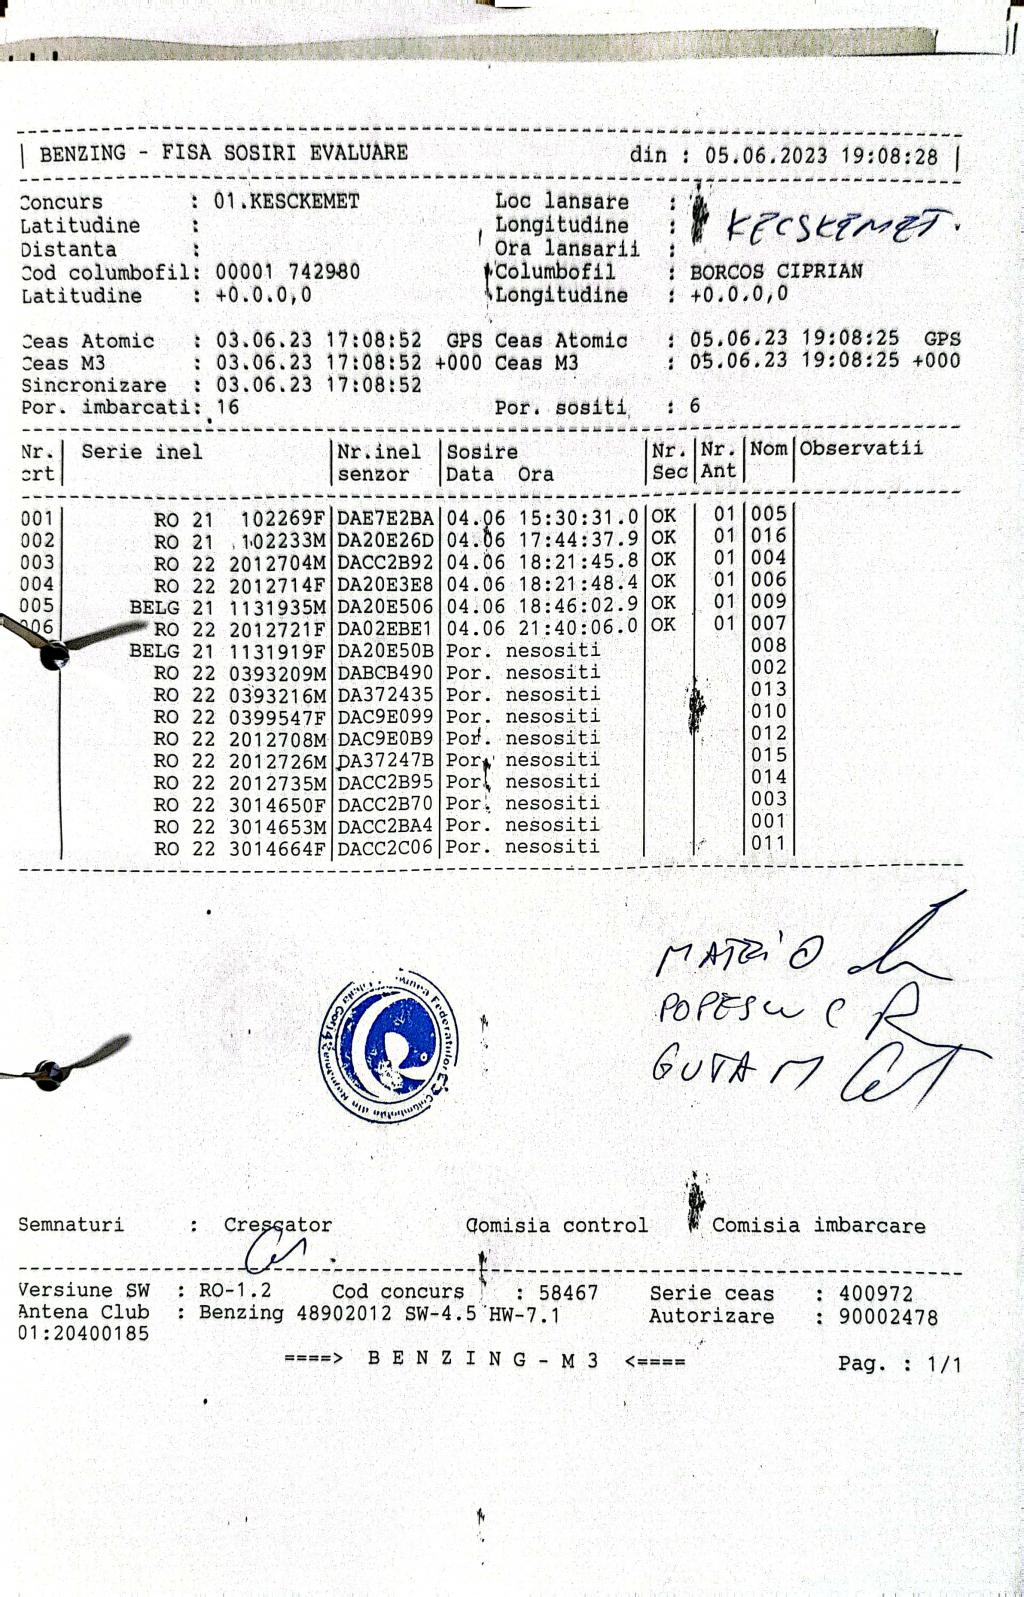 BENZING - FISA SOSIRI EVALUARE din : 05.06.2023 19:08:28
Concurs : 01.KESCKEMET Loc lansare :
Latitudine : Longitudine : KECSKEMET.
Distanta : Ora lansarii :
Cod columbofil: 00001 742980 Columbofil : BORCOS CIPRIAN
Latitudine : +0.0.0,0 Longitudine : +0.0.0,0
Ceas Atomic : 03.06.23 17:08:52 GPS Ceas Atomic : 05.06.23 19:08:25 GPS
Ceas M3 : 03.06.23 17:08:52 +000 Ceas M3 : 05.06.23 19:08:25 +000
Sincronizare : 03.06.23 17:08:52
Por. imbarcati: 16 Por. sositi : 6
Nr. Serie inel Nr.inel Sosire Nr. Nr. Nom Observatii
crt senzor Data Ora Sec Ant
001 RO 21 102269F DAE7E2BA 04.06 15:30:31.0 OK 01 005
002 RO 21 102233M DA20E26D 04.06 17:44:37.9 OK 01 016
003 RO 22 2012704M DACC2B92 04.06 18:21:45.8 OK 01 004
004 RO 22 2012714F DA20E3E8 04.06 18:21:48.4 OK 01 006
005 BELG 21 1131935M DA20E506 04.06 18:46:02.9 OK 01 009
006 RO 22 2012721F DA02EBE1 04.06 21:40:06.0 OK 01 007
BELG 21 1131919F DA20E50B Por. nesositi 008
RO 22 0393209M DABCB490 Por. nesositi 002
RO 22 0393216M DA372435 Por. nesositi 013
RO 22 0399547F DAC9E099 Por. nesositi 010
RO 22 2012708M DAC9E0B9 Por. nesositi 012
RO 22 2012726M DA37247B Por. nesositi 015
RO 22 2012735M DACC2B95 Por. nesositi 014
RO 22 3014650F DACC2B70 Por. nesositi 003
RO 22 3014653M DACC2BA4 Por. nesositi 001
RO 22 3014664F DACC2C06 Por. nesositi 011
POPESCU C
GUTA M
Semnaturi : Crescator Comisia control Comisia imbarcare
Versiune SW : RO-1.2 Cod concurs : 58467 Serie ceas : 400972
Antena Club : Benzing 48902012 SW-4.5 HW-7.1 Autorizare : 90002478
01:20400185
====> B E N Z I N G - M 3 <==== Pag. : 1/1